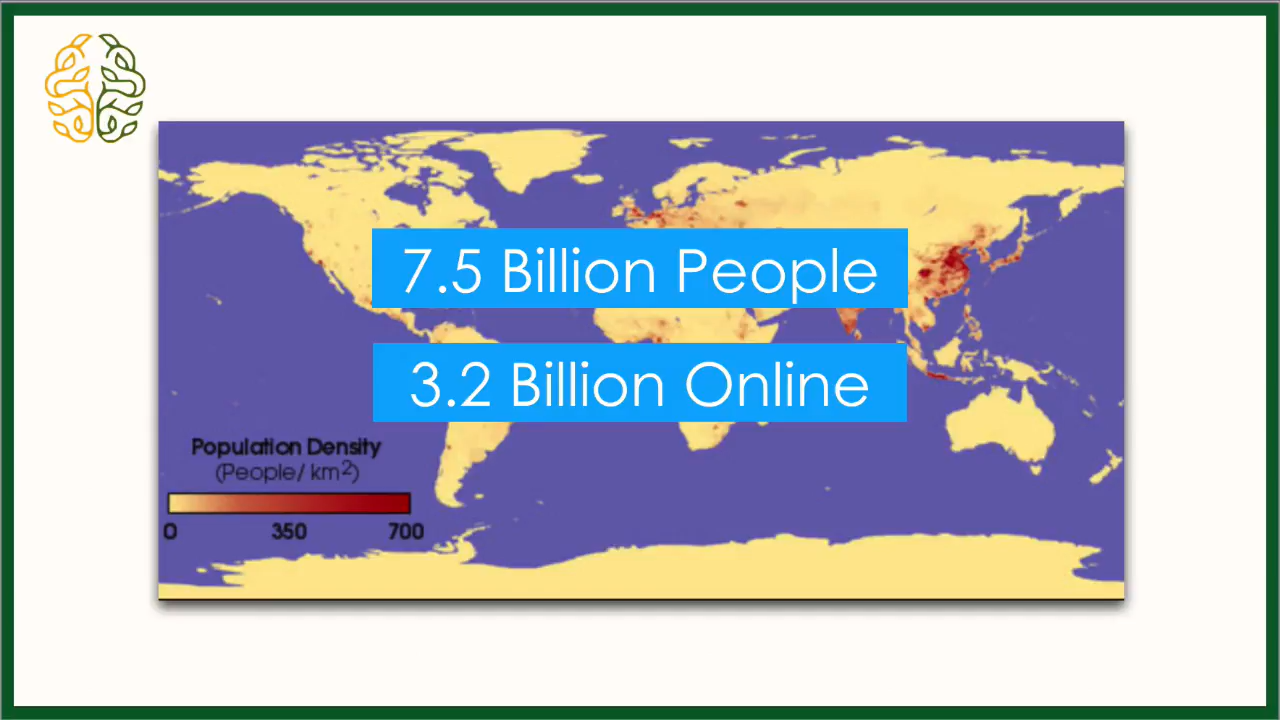 7.5 Billion People
3.2 Billion Online
Population Density
(People/ km²)
0 350 700